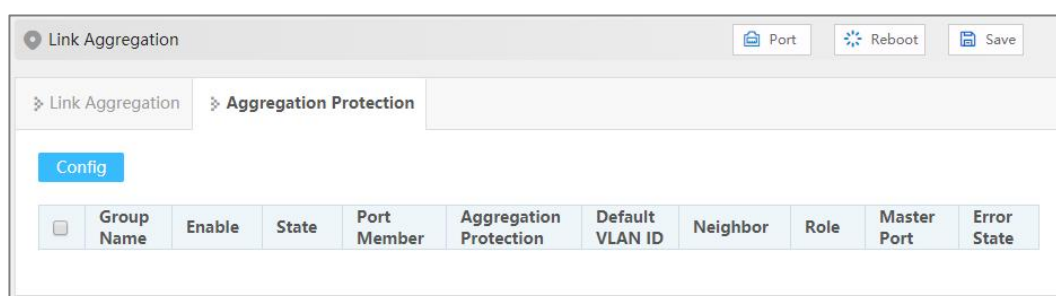 Link Aggregation Port Reboot Save
Link Aggregation Aggregation Protection
Config
Group Name Enable State Port Member Aggregation Protection Default VLAN ID Neighbor Role Master Port Error State